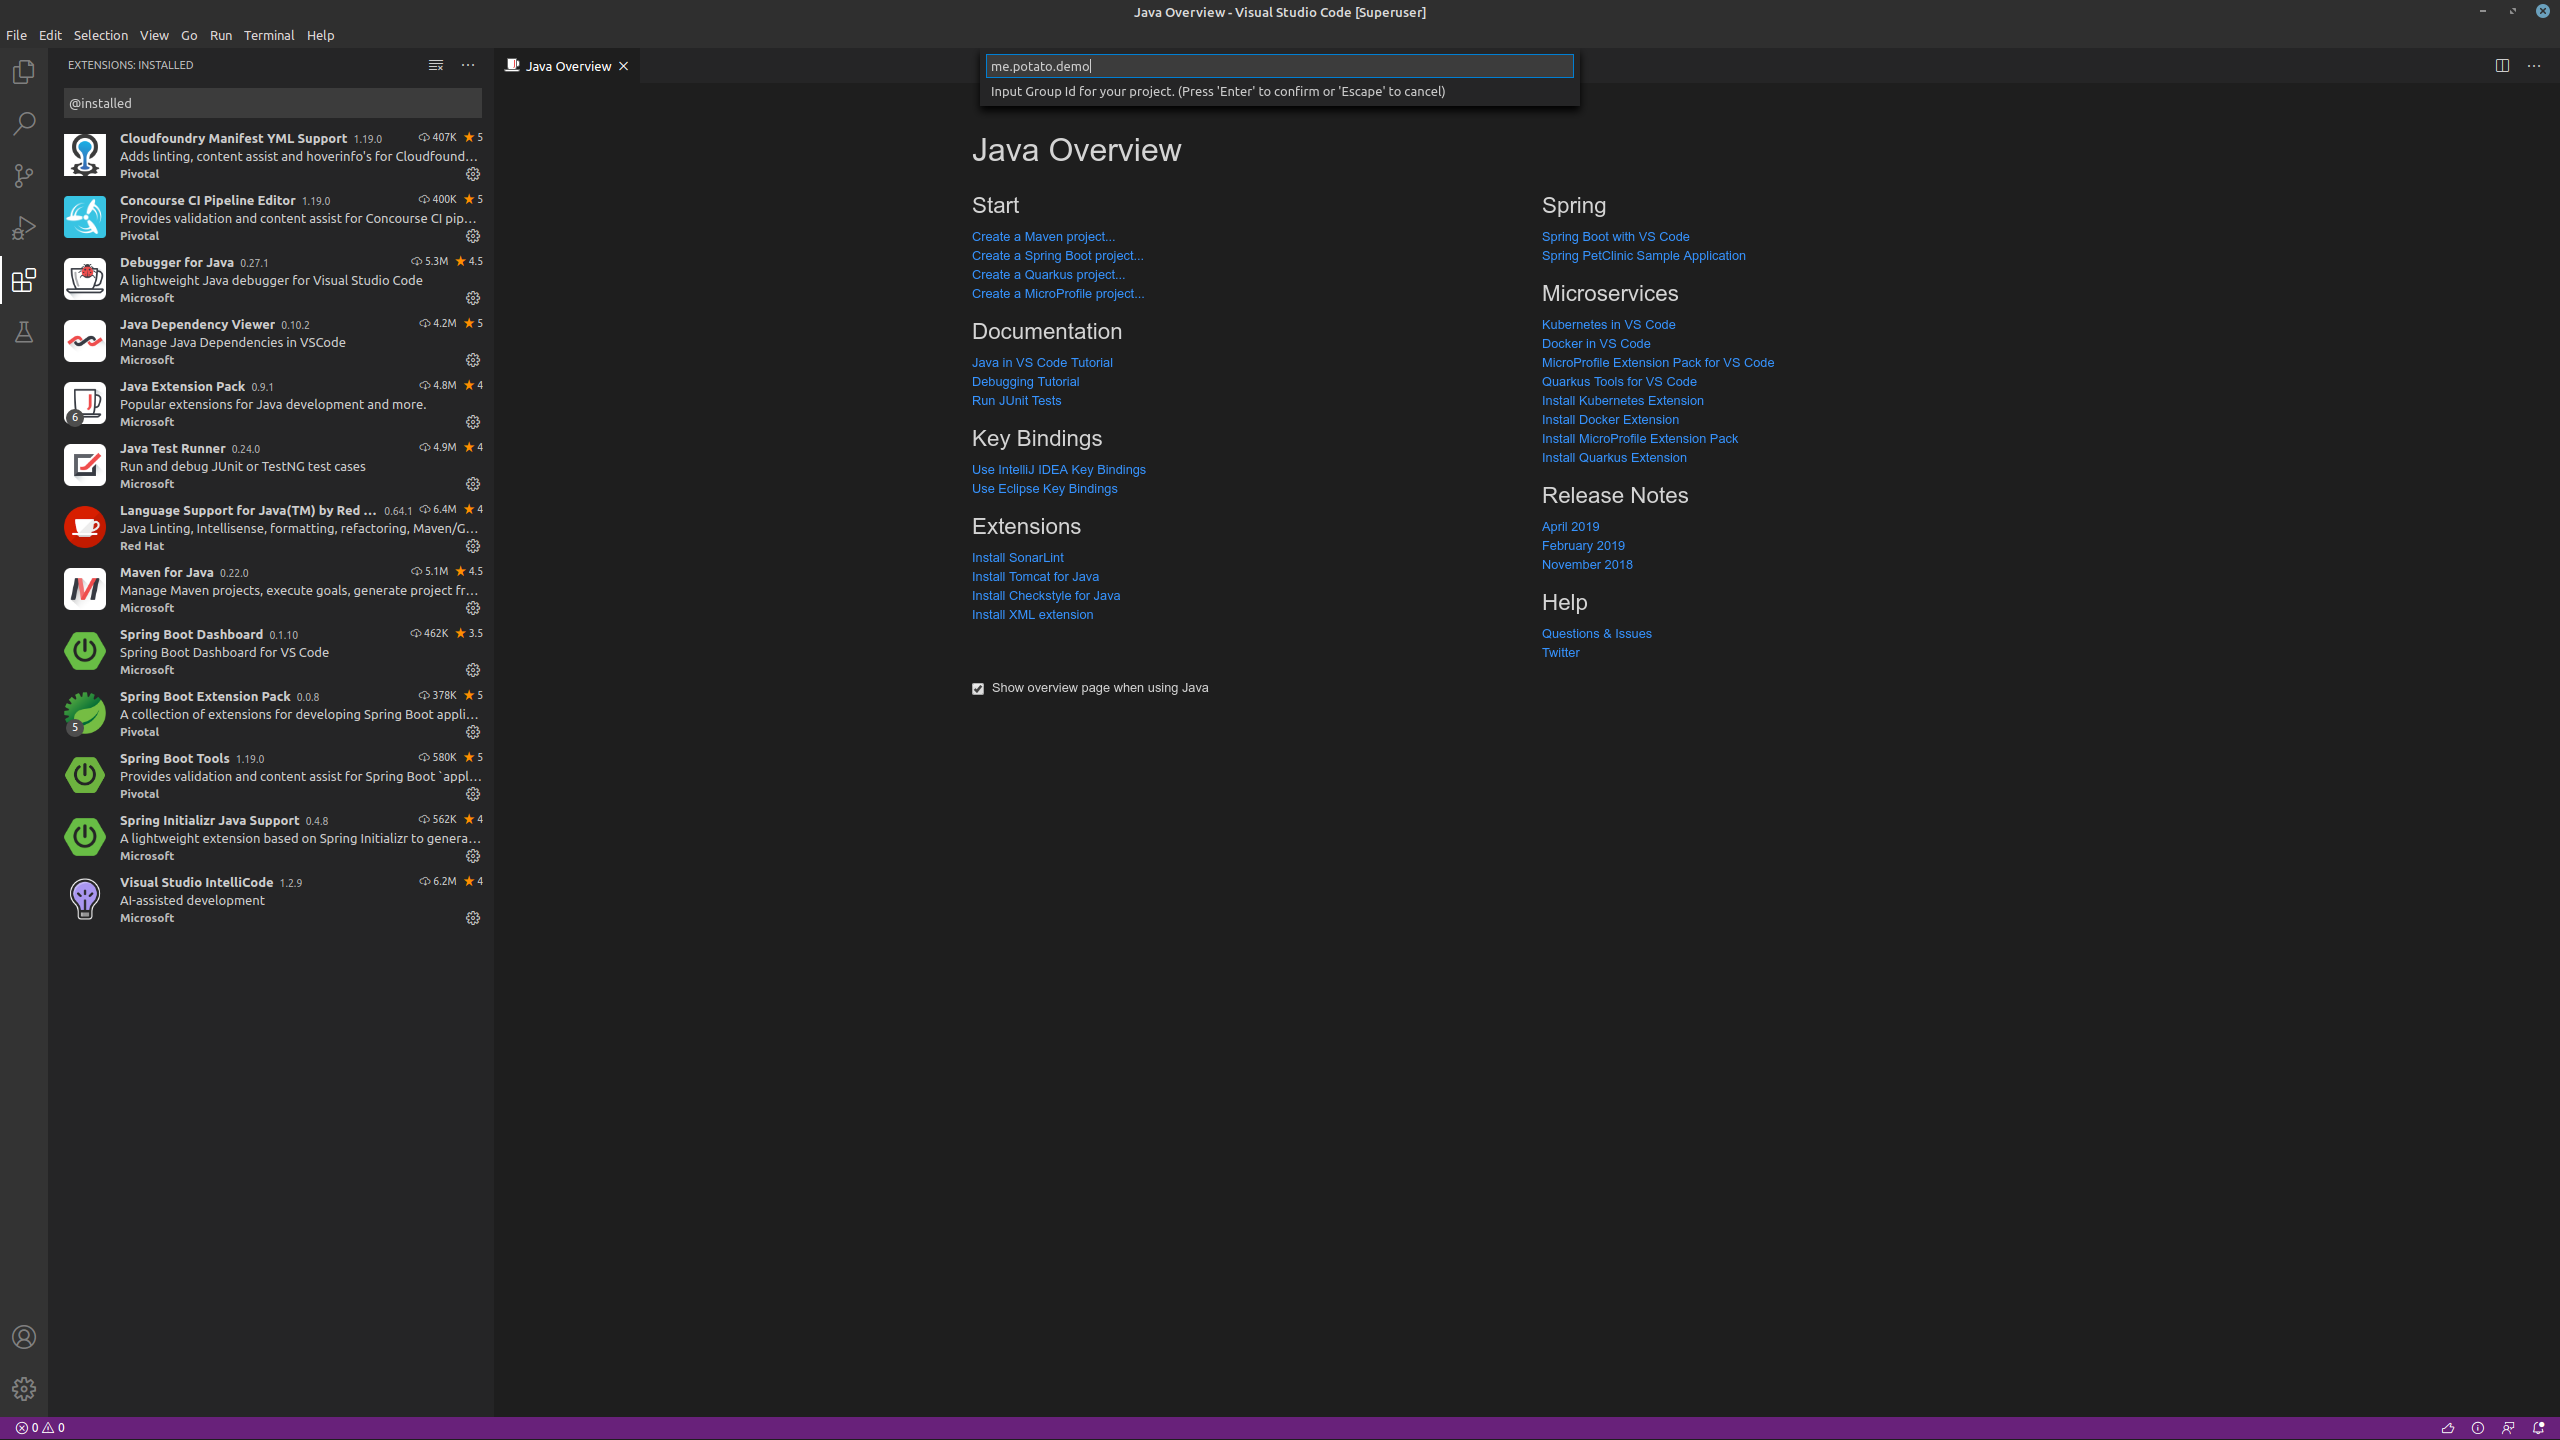 Java Overview - Visual Studio Code [Superuser]
File Edit Selection View Go Run Terminal Help
EXTENSIONS: INSTALLED
@installed
Cloudfoundry Manifest YML Support 1.19.0 407K 5
Adds linting, content assist and hoverinfo's for Cloudfound...
Pivotal
Concourse CI Pipeline Editor 1.19.0 400K 5
Provides validation and content assist for Concourse CI pip...
Pivotal
Debugger for Java 0.27.1 5.3M 4.5
A lightweight Java debugger for Visual Studio Code
Microsoft
Java Dependency Viewer 0.10.2 4.2M 5
Manage Java Dependencies in VSCode
Microsoft
Java Extension Pack 0.9.1 4.8M 4
Popular extensions for Java development and more.
6
Microsoft
Java Test Runner 0.24.0 4.9M 4
Run and debug JUnit or TestNG test cases
Microsoft
Language Support for Java(TM) by Red ... 0.64.1 6.4M 4
Java Linting, Intellisense, formatting, refactoring, Maven/G...
Red Hat
Maven for Java 0.22.0 5.1M 4.5
Manage Maven projects, execute goals, generate project fr...
Microsoft
Spring Boot Dashboard 0.1.10 462K 3.5
Spring Boot Dashboard for VS Code
Microsoft
Spring Boot Extension Pack 0.0.8 378K 5
A collection of extensions for developing Spring Boot appli...
5
Pivotal
Spring Boot Tools 1.19.0 580K 5
Provides validation and content assist for Spring Boot `appl...
Pivotal
Spring Initializr Java Support 0.4.8 562K 4
A lightweight extension based on Spring Initializr to genera...
Microsoft
Visual Studio IntelliCode 1.2.9 6.2M 4
AI-assisted development
Microsoft
Java Overview
me.potato.demo
Input Group Id for your project. (Press 'Enter' to confirm or 'Escape' to cancel)
Java Overview
Start
Create a Maven project...
Create a Spring Boot project...
Create a Quarkus project...
Create a MicroProfile project...
Documentation
Java in VS Code Tutorial
Debugging Tutorial
Run JUnit Tests
Key Bindings
Use IntelliJ IDEA Key Bindings
Use Eclipse Key Bindings
Extensions
Install SonarLint
Install Tomcat for Java
Install Checkstyle for Java
Install XML extension
Show overview page when using Java
Spring
Spring Boot with VS Code
Spring PetClinic Sample Application
Microservices
Kubernetes in VS Code
Docker in VS Code
MicroProfile Extension Pack for VS Code
Quarkus Tools for VS Code
Install Kubernetes Extension
Install Docker Extension
Install MicroProfile Extension Pack
Install Quarkus Extension
Release Notes
April 2019
February 2019
November 2018
Help
Questions & Issues
Twitter
0 0